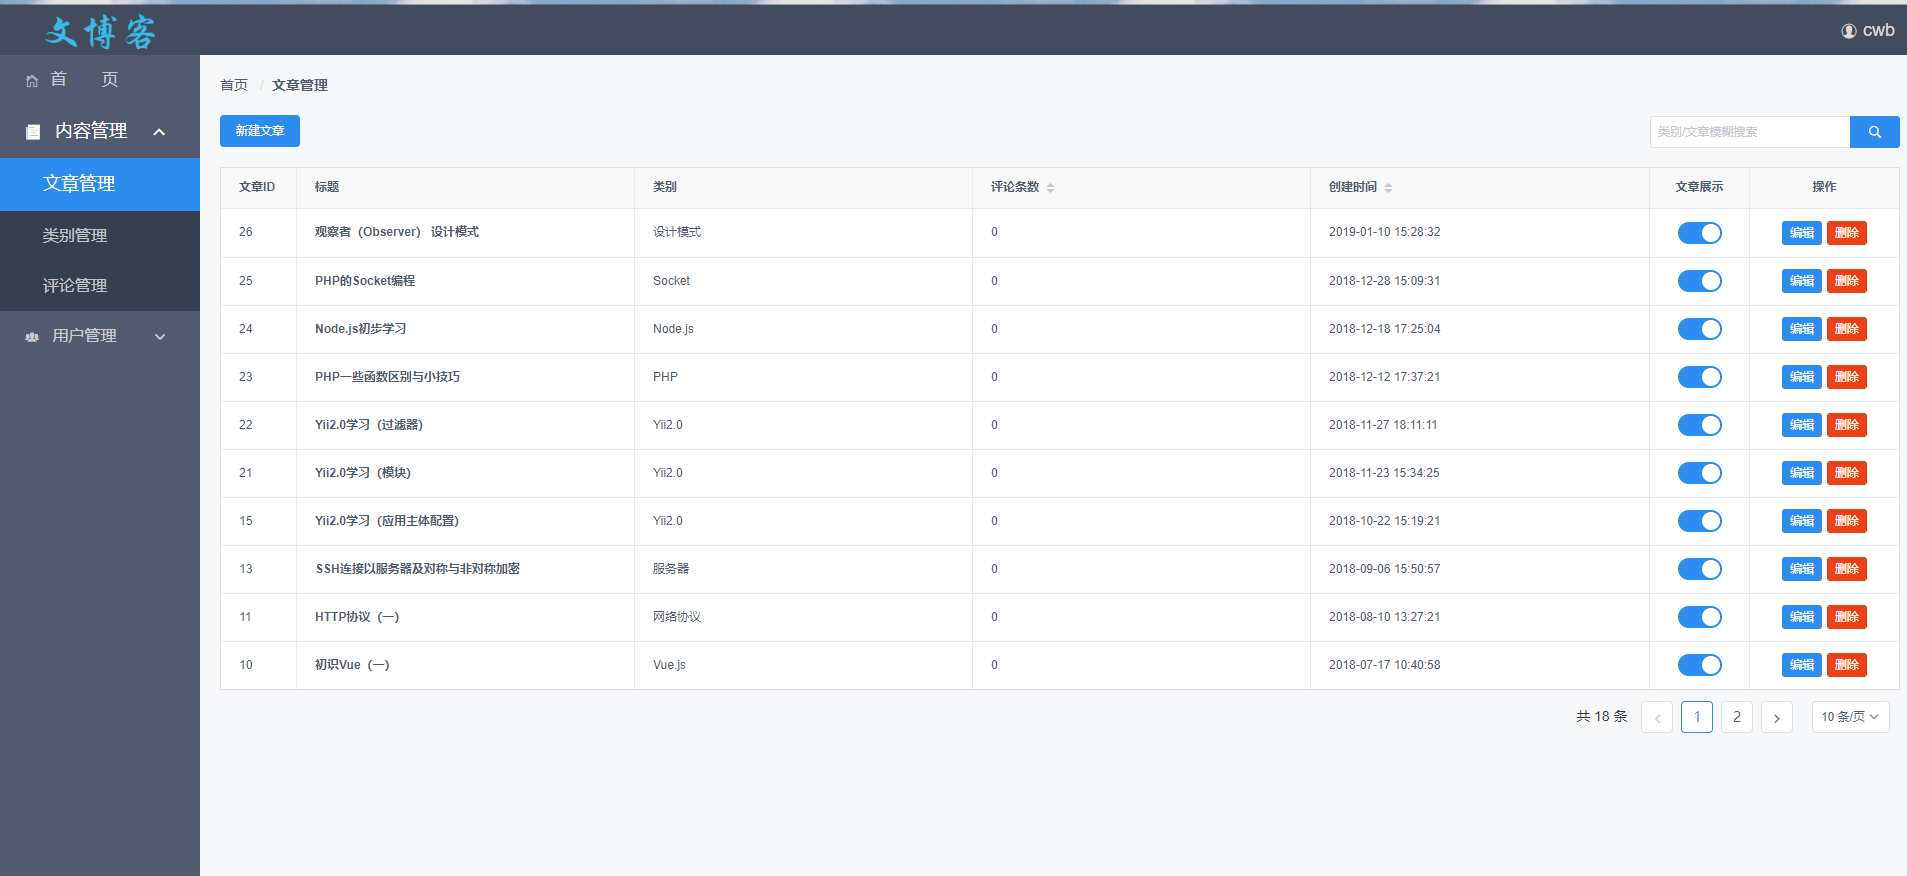 文博客
cwb
首 页
内容管理
文章管理
类别管理
评论管理
用户管理
首页 / 文章管理
新建文章
类别/文章模糊搜索
文章ID 标题 类别 评论条数 创建时间 文章展示 操作
26 观察者（Observer） 设计模式 设计模式 0 2019-01-10 15:28:32 编辑 删除
25 PHP的Socket编程 Socket 0 2018-12-28 15:09:31 编辑 删除
24 Node.js初步学习 Node.js 0 2018-12-18 17:25:04 编辑 删除
23 PHP一些函数区别与小技巧 PHP 0 2018-12-12 17:37:21 编辑 删除
22 Yii2.0学习（过滤器） Yii2.0 0 2018-11-27 18:11:11 编辑 删除
21 Yii2.0学习（模块） Yii2.0 0 2018-11-23 15:34:25 编辑 删除
15 Yii2.0学习（应用主体配置） Yii2.0 0 2018-10-22 15:19:21 编辑 删除
13 SSH连接以服务器及对称与非对称加密 服务器 0 2018-09-06 15:50:57 编辑 删除
11 HTTP协议（一） 网络协议 0 2018-08-10 13:27:21 编辑 删除
10 初识Vue（一） Vue.js 0 2018-07-17 10:40:58 编辑 删除
共 18 条 1 2 10 条/页